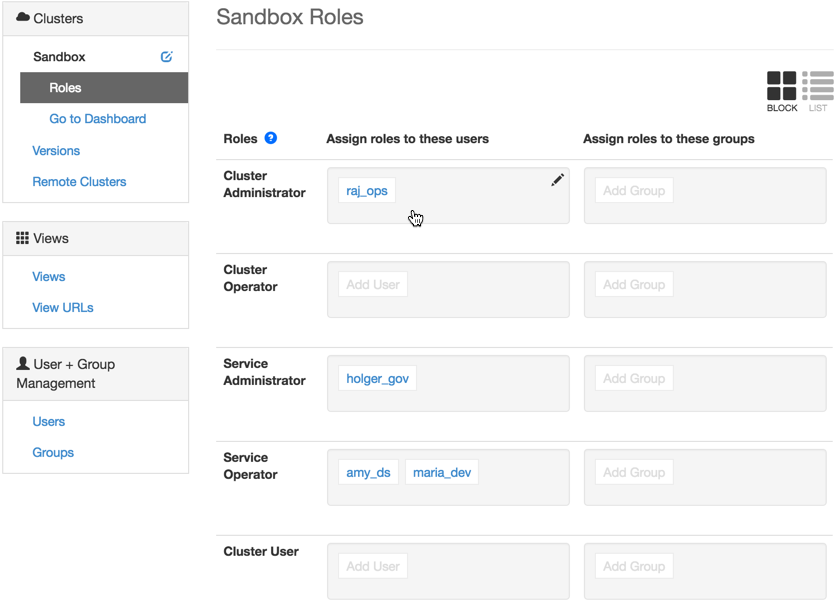 Clusters
Sandbox
Roles
Go to Dashboard
Versions
Remote Clusters
Views
Views
View URLs
User + Group
Management
Users
Groups
Sandbox Roles
BLOCK LIST
Roles ? Assign roles to these users Assign roles to these groups
Cluster
Administrator
raj_ops
Add Group
Cluster
Operator
Add User
Add Group
Service
Administrator
holger_gov
Add Group
Service
Operator
amy_ds maria_dev
Add Group
Cluster User
Add User
Add Group